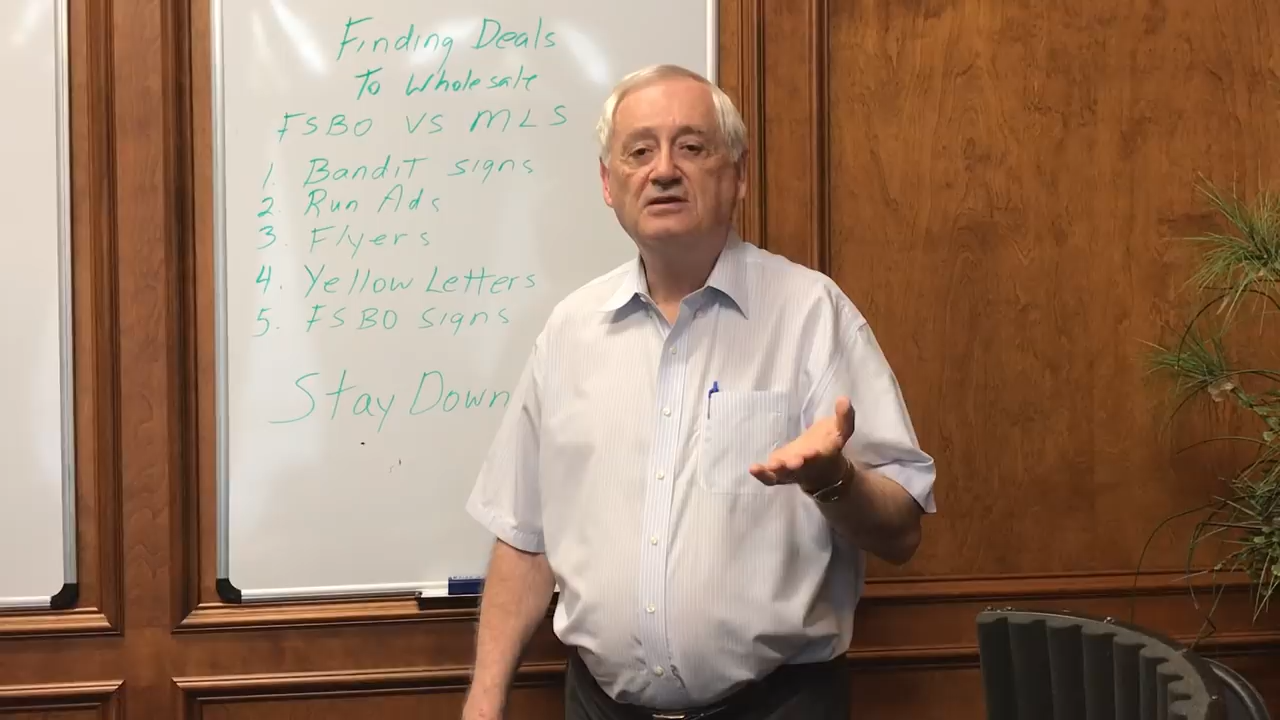 Finding Deals
To Wholesale
FSBO VS MLS
1. Bandit signs
2. Run Ads
3. Flyers
4. Yellow Letters
5. FSBO signs
Stay Down